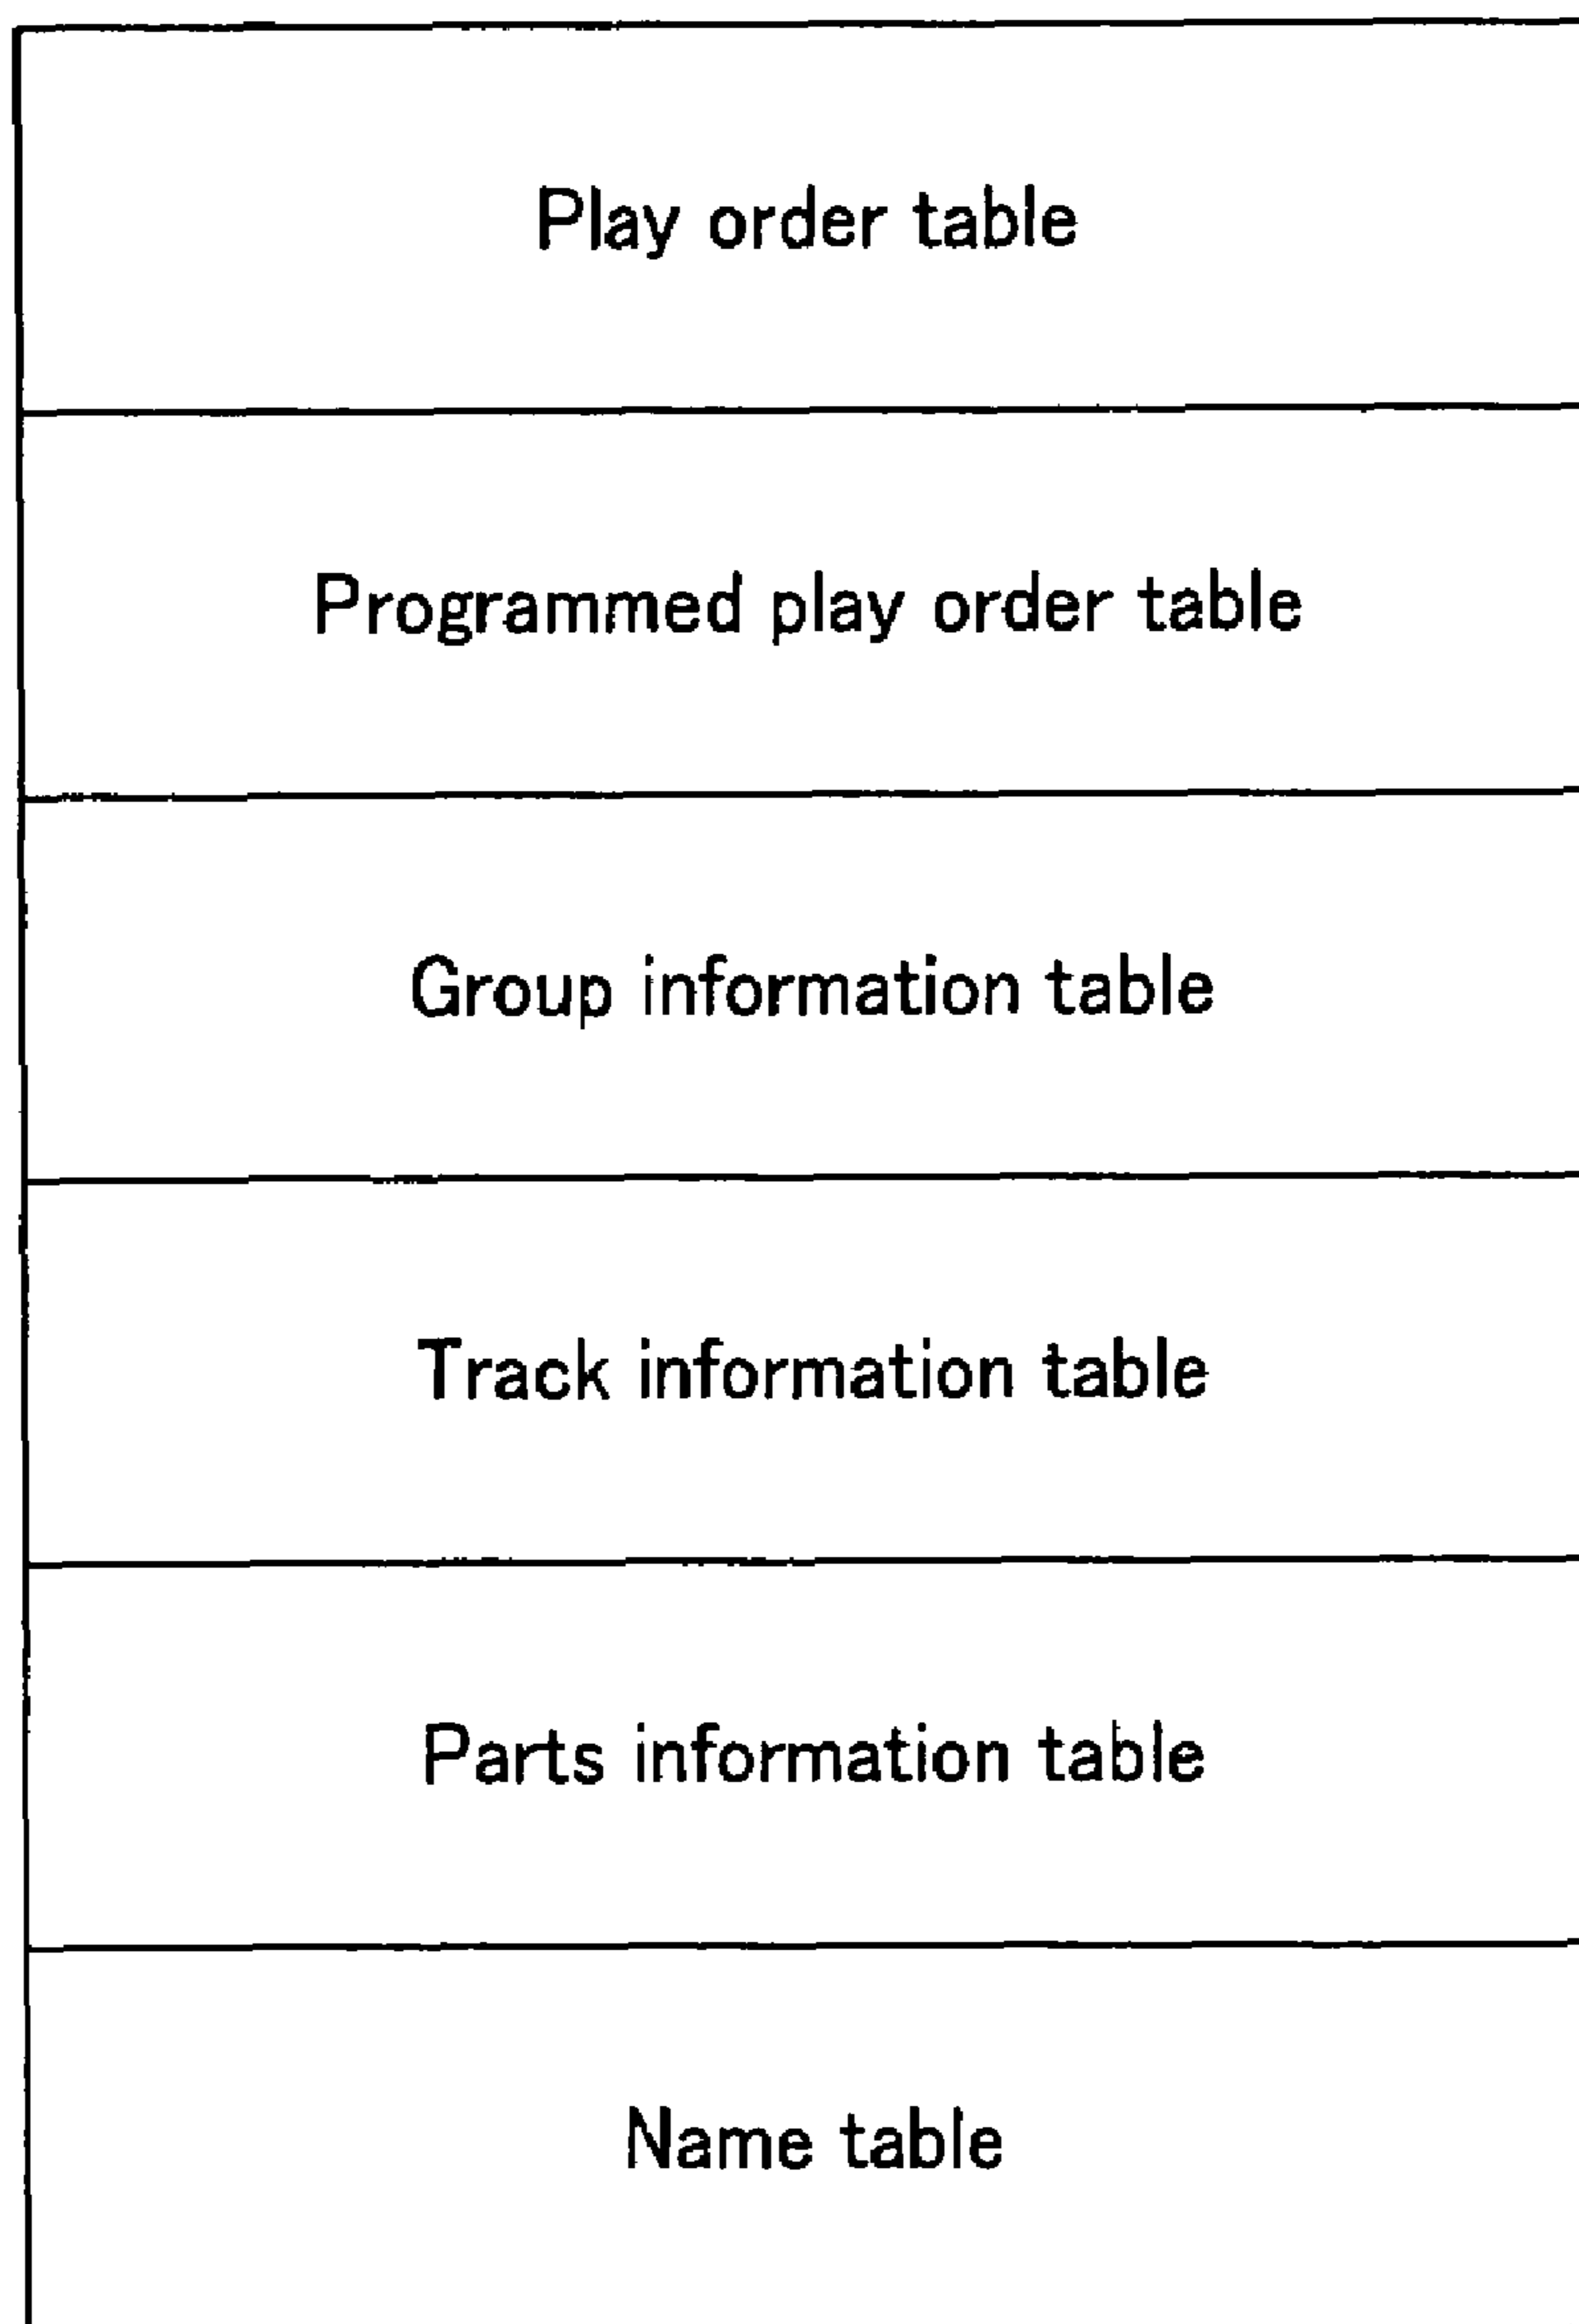 Play order table
Programmed play order table
Group information table
Track information table
Parts information table
Name table